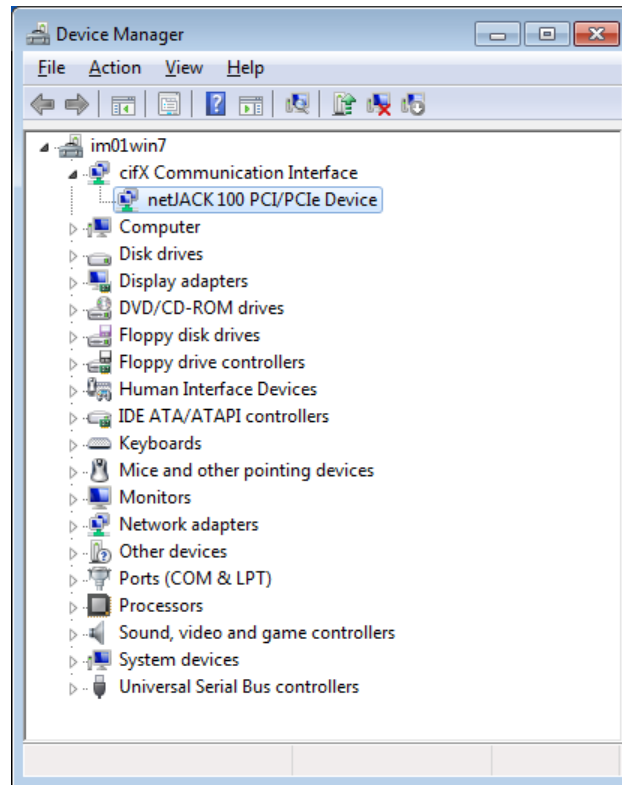 Device Manager
File Action View Help
im01win7
cifX Communication Interface
netJACK 100 PCI/PCIe Device
Computer
Disk drives
Display adapters
DVD/CD-ROM drives
Floppy disk drives
Floppy drive controllers
Human Interface Devices
IDE ATA/ATAPI controllers
Keyboards
Mice and other pointing devices
Monitors
Network adapters
Other devices
Ports (COM & LPT)
Processors
Sound, video and game controllers
System devices
Universal Serial Bus controllers